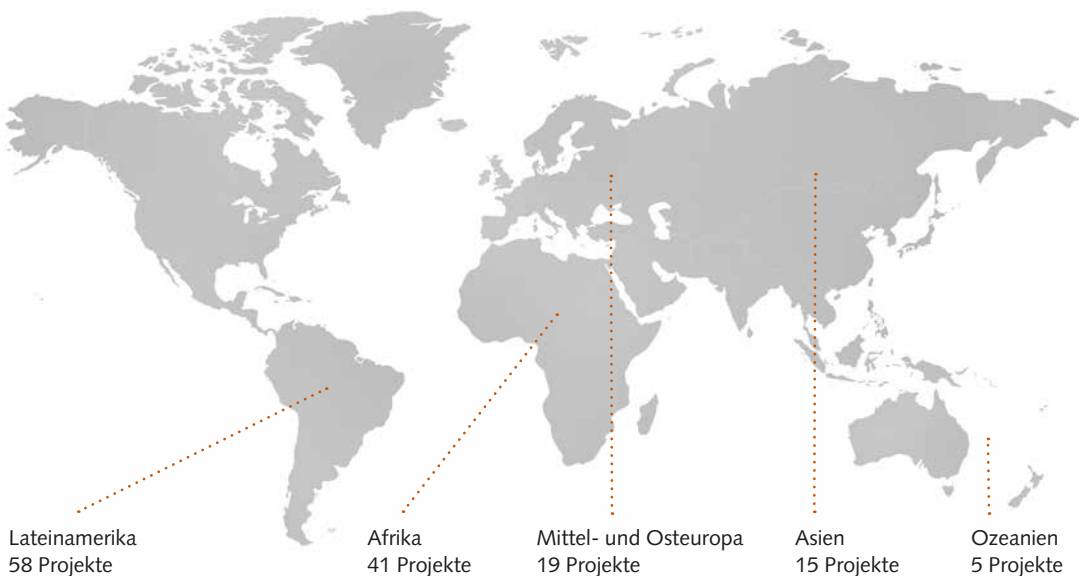 Lateinamerika
58 Projekte
Afrika
41 Projekte
Mittel- und Osteuropa
19 Projekte
Asien
15 Projekte
Ozeanien
5 Projekte